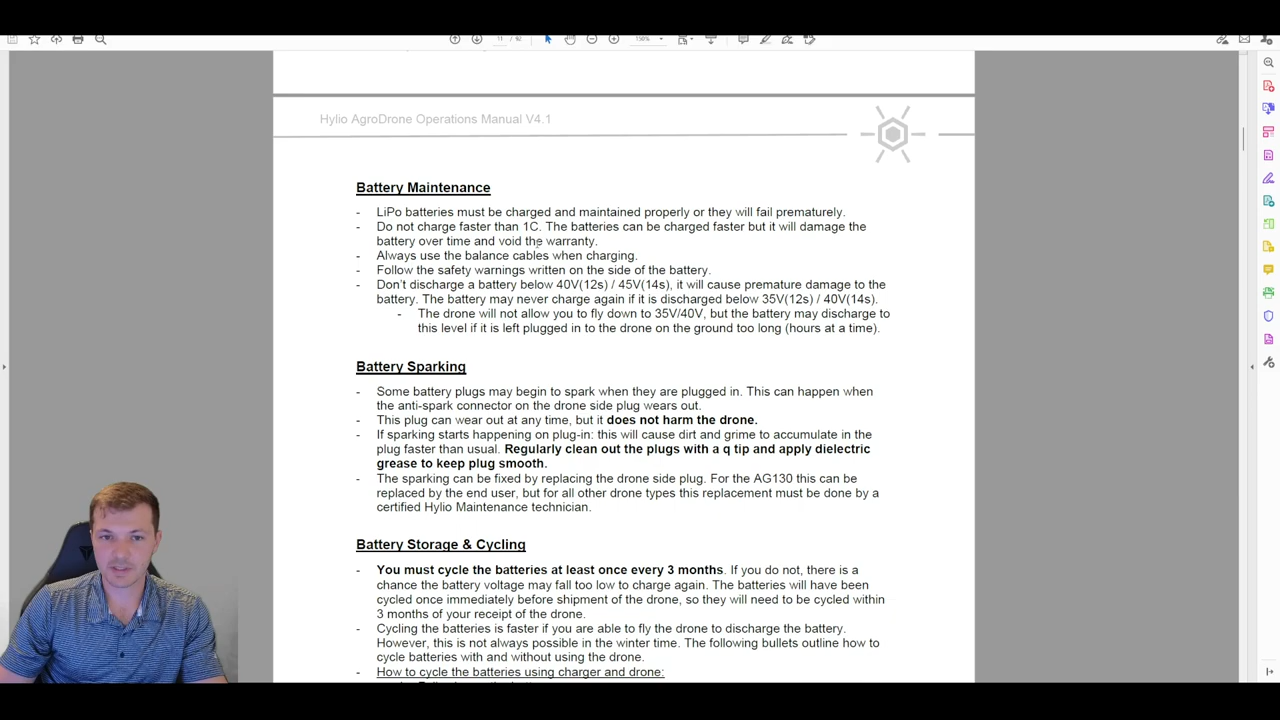 11 / 92
158%
Hylio AgroDrone Operations Manual V4.1
Battery Maintenance
- LiPo batteries must be charged and maintained properly or they will fail prematurely.
- Do not charge faster than 1C. The batteries can be charged faster but it will damage the
battery over time and void the warranty.
- Always use the balance cables when charging.
- Follow the safety warnings written on the side of the battery.
- Don't discharge a battery below 40V(12s) / 45V(14s), it will cause premature damage to the
battery. The battery may never charge again if it is discharged below 35V(12s) / 40V(14s).
- The drone will not allow you to fly down to 35V/40V, but the battery may discharge to
this level if it is left plugged in to the drone on the ground too long (hours at a time).
Battery Sparking
- Some battery plugs may begin to spark when they are plugged in. This can happen when
the anti-spark connector on the drone side plug wears out.
- This plug can wear out at any time, but it does not harm the drone.
- If sparking starts happening on plug-in: this will cause dirt and grime to accumulate in the
plug faster than usual. Regularly clean out the plugs with a q tip and apply dielectric
grease to keep plug smooth.
- The sparking can be fixed by replacing the drone side plug. For the AG130 this can be
replaced by the end user, but for all other drone types this replacement must be done by a
certified Hylio Maintenance technician.
Battery Storage & Cycling
- You must cycle the batteries at least once every 3 months. If you do not, there is a
chance the battery voltage may fall too low to charge again. The batteries will have been
cycled once immediately before shipment of the drone, so they will need to be cycled within
3 months of your receipt of the drone.
- Cycling the batteries is faster if you are able to fly the drone to discharge the battery.
However, this is not always possible in the winter time. The following bullets outline how to
cycle batteries with and without using the drone.
- How to cycle the batteries using charger and drone: